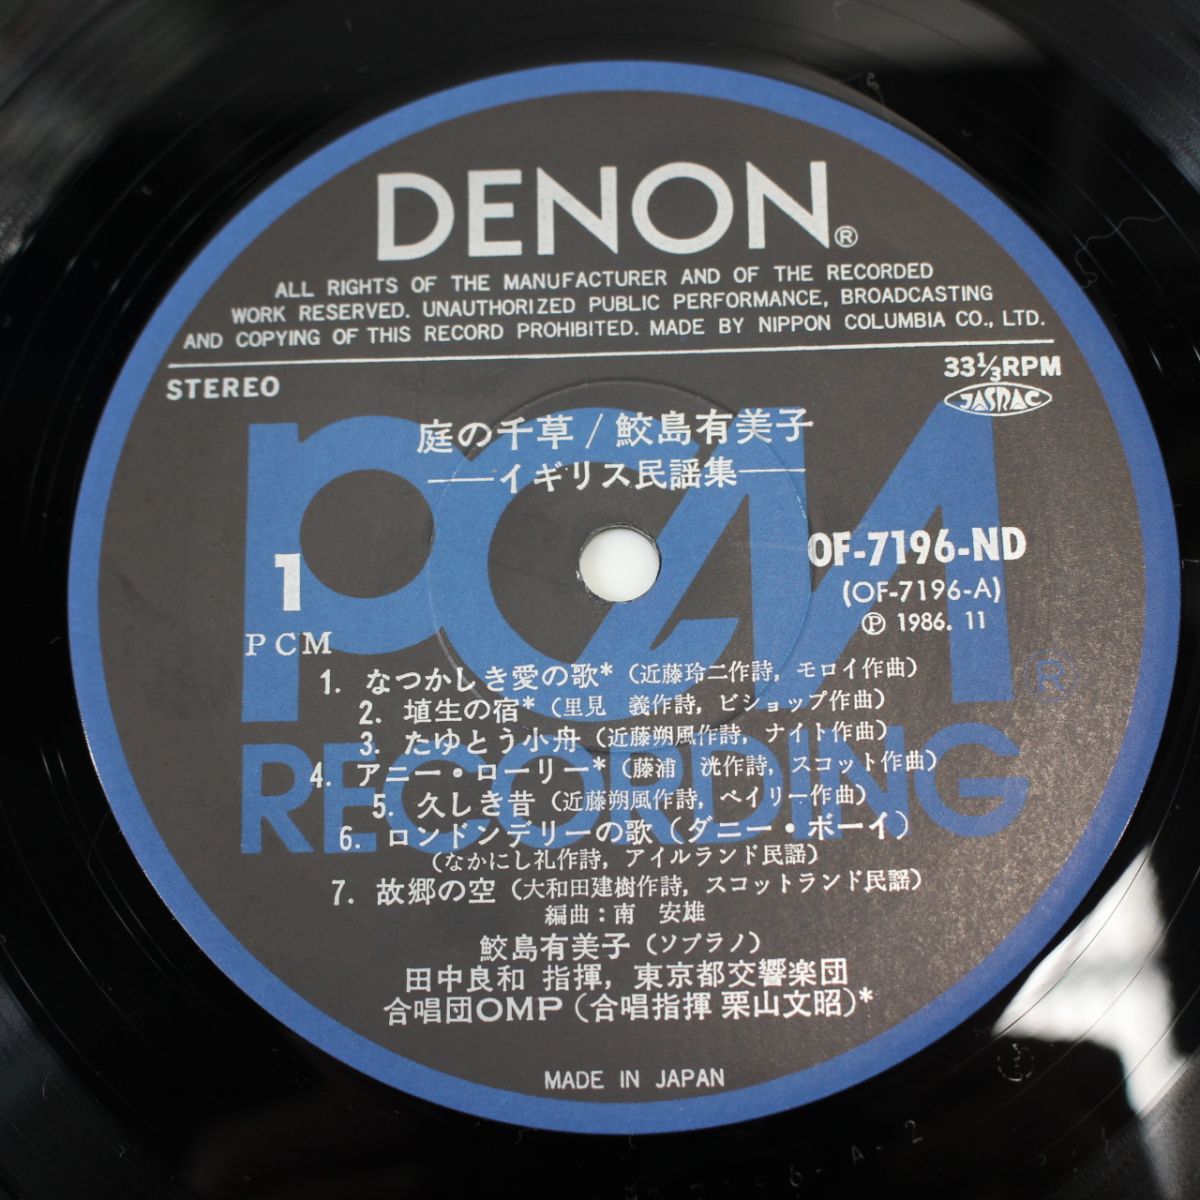 DENON®
ALL RIGHTS OF THE MANUFACTURER AND OF THE RECORDED
WORK RESERVED. UNAUTHORIZED PUBLIC PERFORMANCE, BROADCASTING
AND COPYING OF THIS RECORD PROHIBITED. MADE BY NIPPON COLUMBIA CO., LTD.
STEREO
33⅓RPM
JASRAC
庭の千草/鮫島有美子
―イギリス民謡集―
1
PCM
OF-7196-ND
(OF-7196-A)
Ⓟ 1986. 11
PCM
RECORDING®
1. なつかしき愛の歌* (近藤玲二作詩, モロイ作曲)
2. 埴生の宿* (里見 義作詩, ビショップ作曲)
3. たゆとう小舟 (近藤朔風作詩, ナイト作曲)
4. アニー・ローリー* (藤浦 洸作詩, スコット作曲)
5. 久しき昔 (近藤朔風作詩, ベイリー作曲)
6. ロンドンデリーの歌 (ダニー・ボーイ)
(なかにし礼作詩, アイルランド民謡)
7. 故郷の空 (大和田建樹作詩, スコットランド民謡)
編曲:南 安雄
鮫島有美子 (ソプラノ)
田中良和 指揮, 東京都交響楽団
合唱団OMP (合唱指揮 栗山文昭)*
MADE IN JAPAN